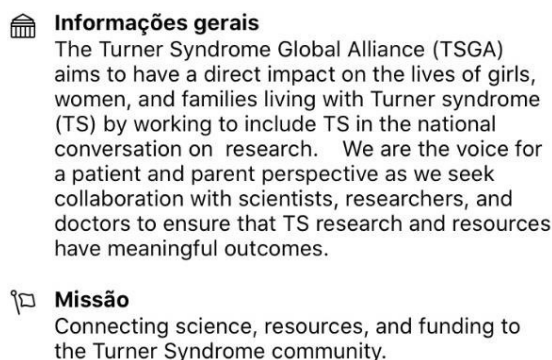 Informações gerais
The Turner Syndrome Global Alliance (TSGA)
aims to have a direct impact on the lives of girls,
women, and families living with Turner syndrome
(TS) by working to include TS in the national
conversation on  research.    We are the voice for
a patient and parent perspective as we seek
collaboration with scientists, researchers, and
doctors to ensure that TS research and resources
have meaningful outcomes.
Missão
Connecting science, resources, and funding to
the Turner Syndrome community.